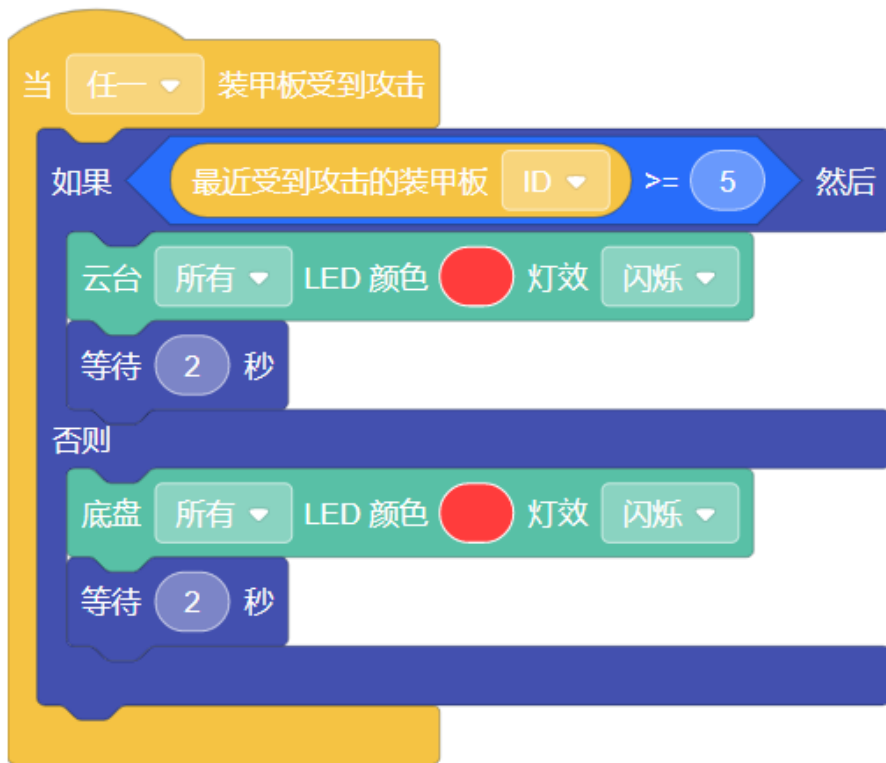 当 任一 装甲板受到攻击
如果 最近受到攻击的装甲板 ID >= 5 然后
云台 所有 LED 颜色 灯效 闪烁
等待 2 秒
否则
底盘 所有 LED 颜色 灯效 闪烁
等待 2 秒